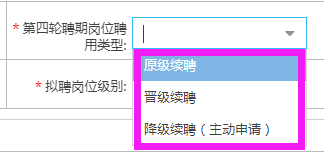 * 第四轮聘期岗位聘
用类型:
原级续聘
晋级续聘
* 拟聘岗位级别:
降级续聘（主动申请）